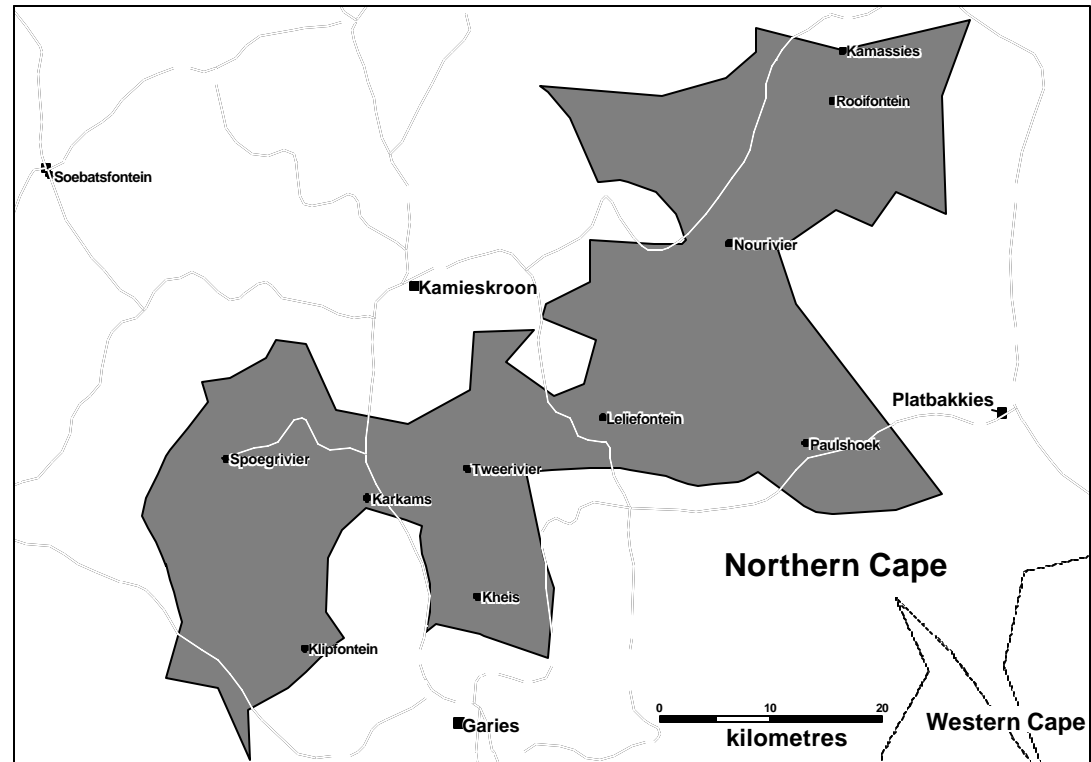 Kamassies
Rooifontein
Soebatsfontein
Nourivier
Kamieskroon
Platbakkies
Leliefontein
Paulshoek
Spoegrivier
Tweerivier
Karkams
Northern Cape
Kheis
Klipfontein
0 10 20
kilometres
Western Cape
Garies